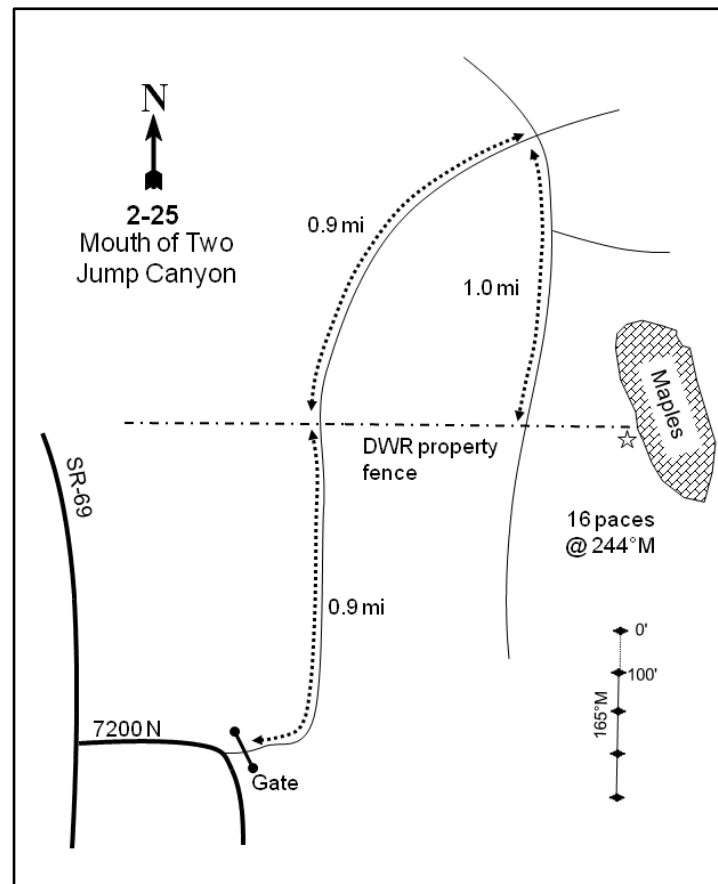 N
2-25
Mouth of Two
Jump Canyon
0.9 mi
1.0 mi
Maples
DWR property
fence
SR-69
16 paces
@ 244°M
0.9 mi
0'
100'
165°M
7200 N
Gate